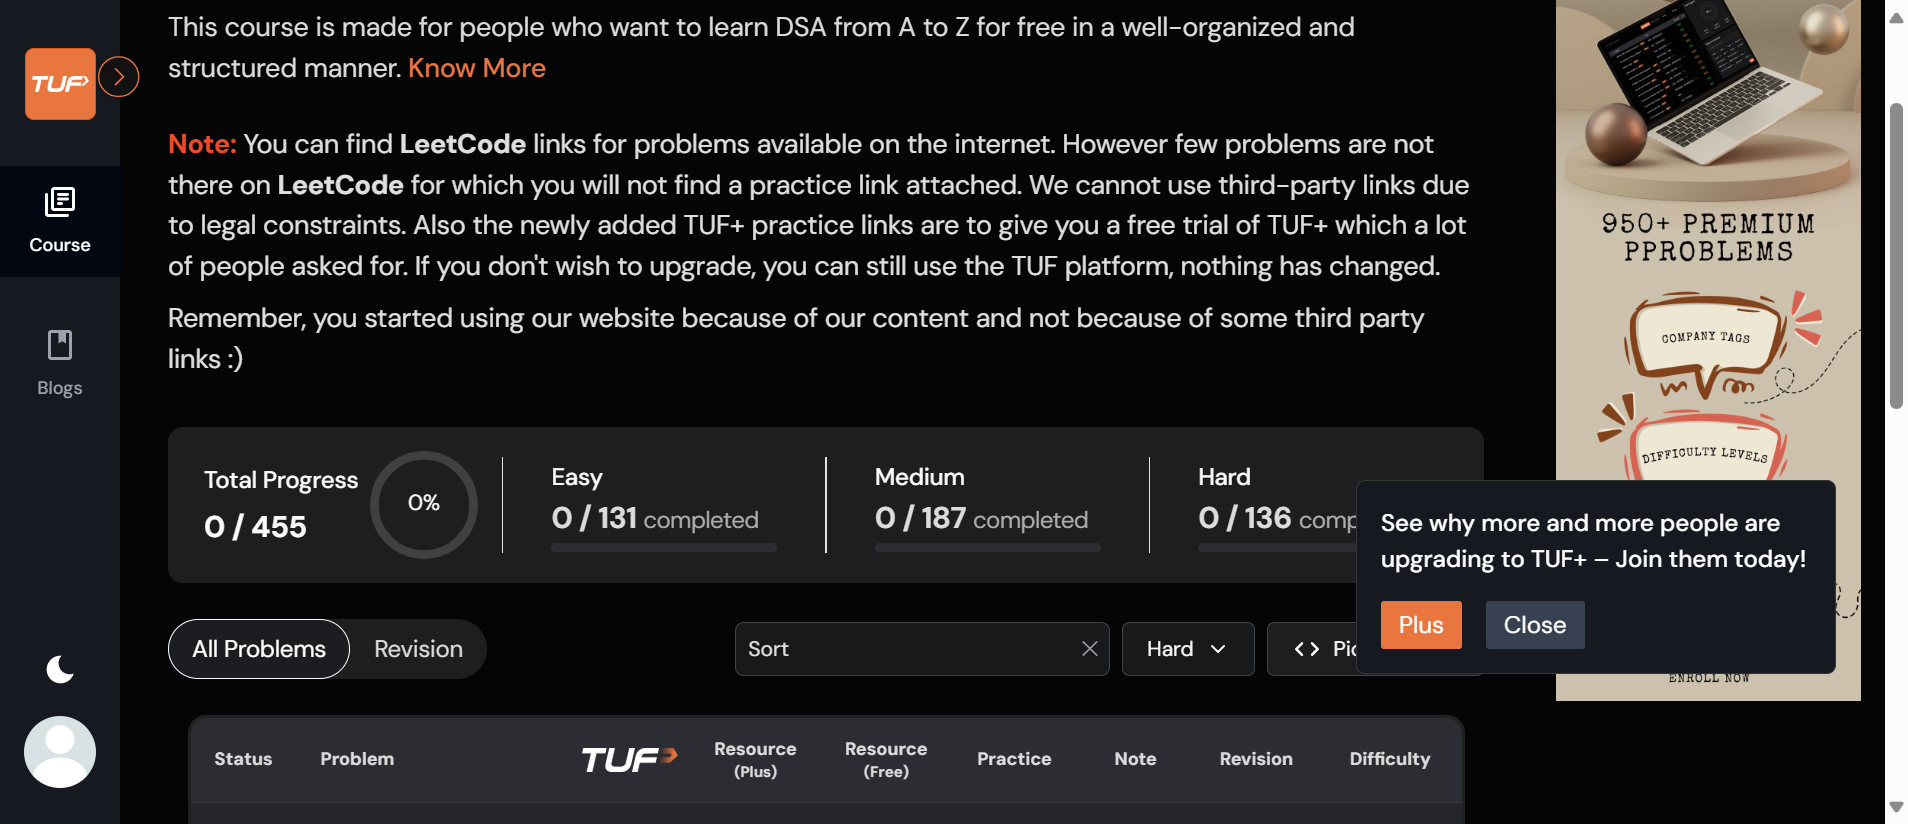 This course is made for people who want to learn DSA from A to Z for free in a well-organized and
structured manner. Know More
TUF
Note: You can find LeetCode links for problems available on the internet. However few problems are not
there on LeetCode for which you will not find a practice link attached. We cannot use third-party links due
to legal constraints. Also the newly added TUF+ practice links are to give you a free trial of TUF+ which a lot
of people asked for. If you don't wish to upgrade, you can still use the TUF platform, nothing has changed.
Remember, you started using our website because of our content and not because of some third party
links :)
Course
Blogs
950+ PREMIUM
PPROBLEMS
COMPANY TAGS
DIFFICULTY LEVELS
Total Progress
0 / 455
0%
Easy
0 / 131 completed
Medium
0 / 187 completed
Hard
0 / 136 comp
See why more and more people are
upgrading to TUF+ – Join them today!
Plus Close
ENROLL NOW
All Problems Revision
Sort
Hard
Pic
Status Problem TUF Resource (Plus) Resource (Free) Practice Note Revision Difficulty